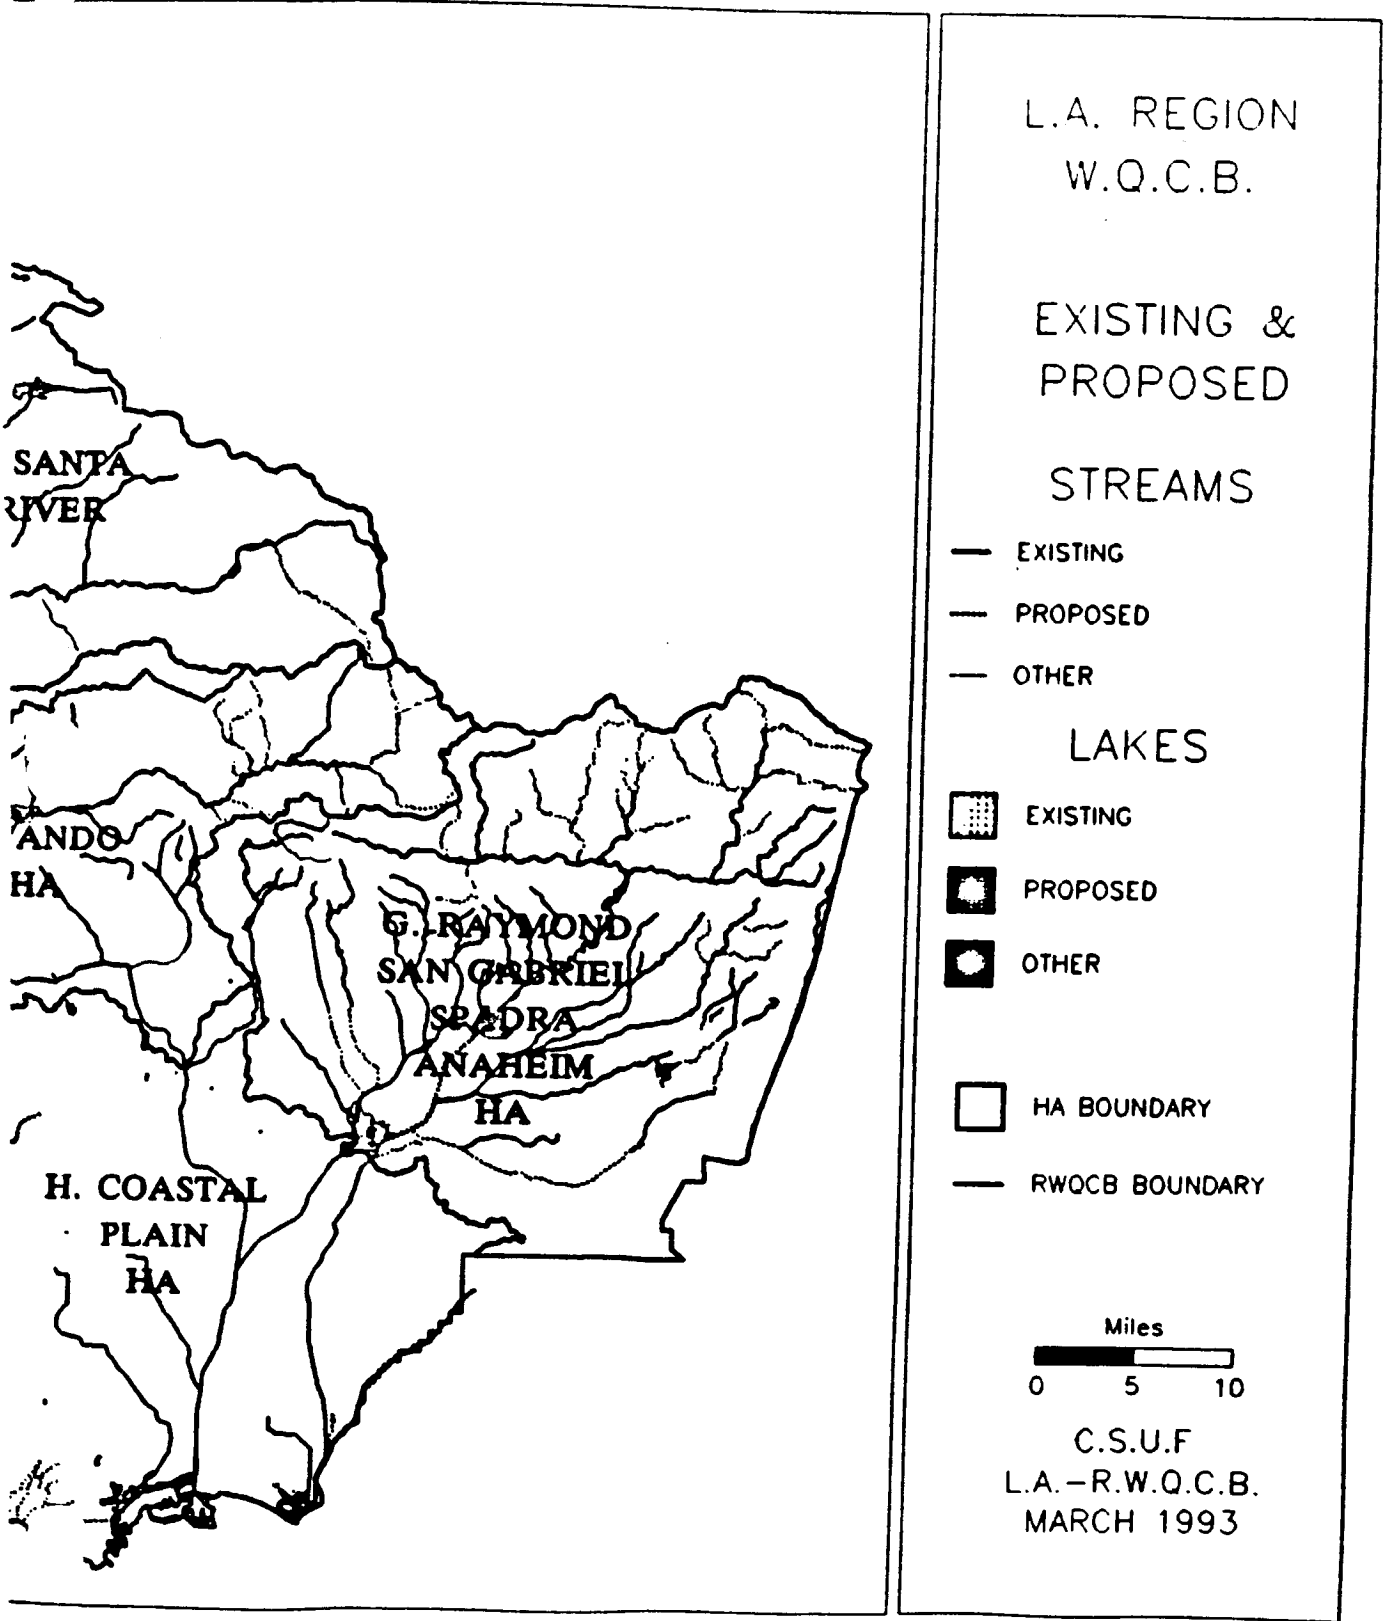 SANTA
RIVER
ANDO
HA
G. RAYMOND
SAN GABRIEL
SPADRA
ANAHEIM
HA
H. COASTAL
PLAIN
HA
L.A. REGION
W.Q.C.B.
EXISTING &
PROPOSED
STREAMS
EXISTING
PROPOSED
OTHER
LAKES
EXISTING
PROPOSED
OTHER
HA BOUNDARY
RWQCB BOUNDARY
Miles
0 5 10
C.S.U.F
L.A.-R.W.Q.C.B.
MARCH 1993